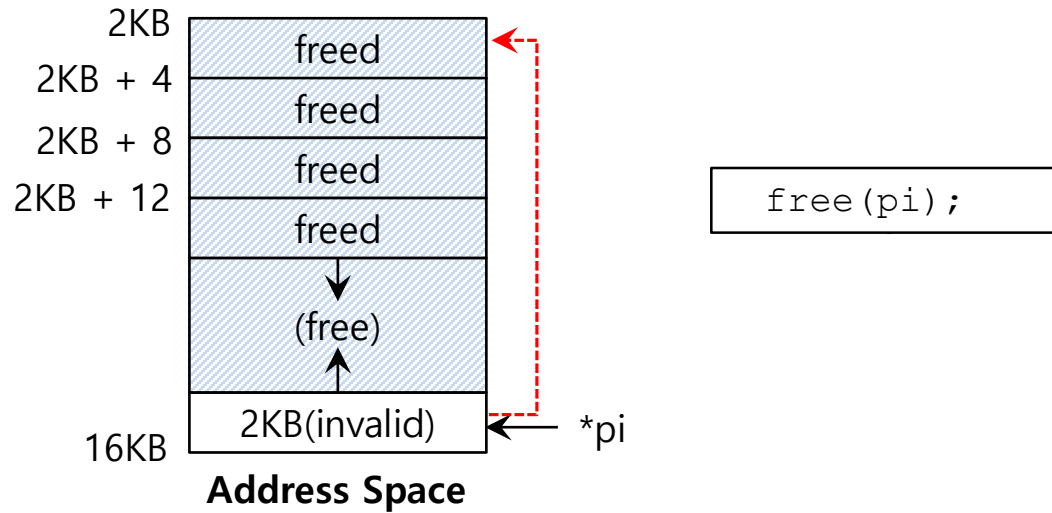 2KB
freed
2KB + 4
freed
2KB + 8
freed
2KB + 12
freed
free(pi);
(free)
2KB(invalid)
*pi
16KB
Address Space